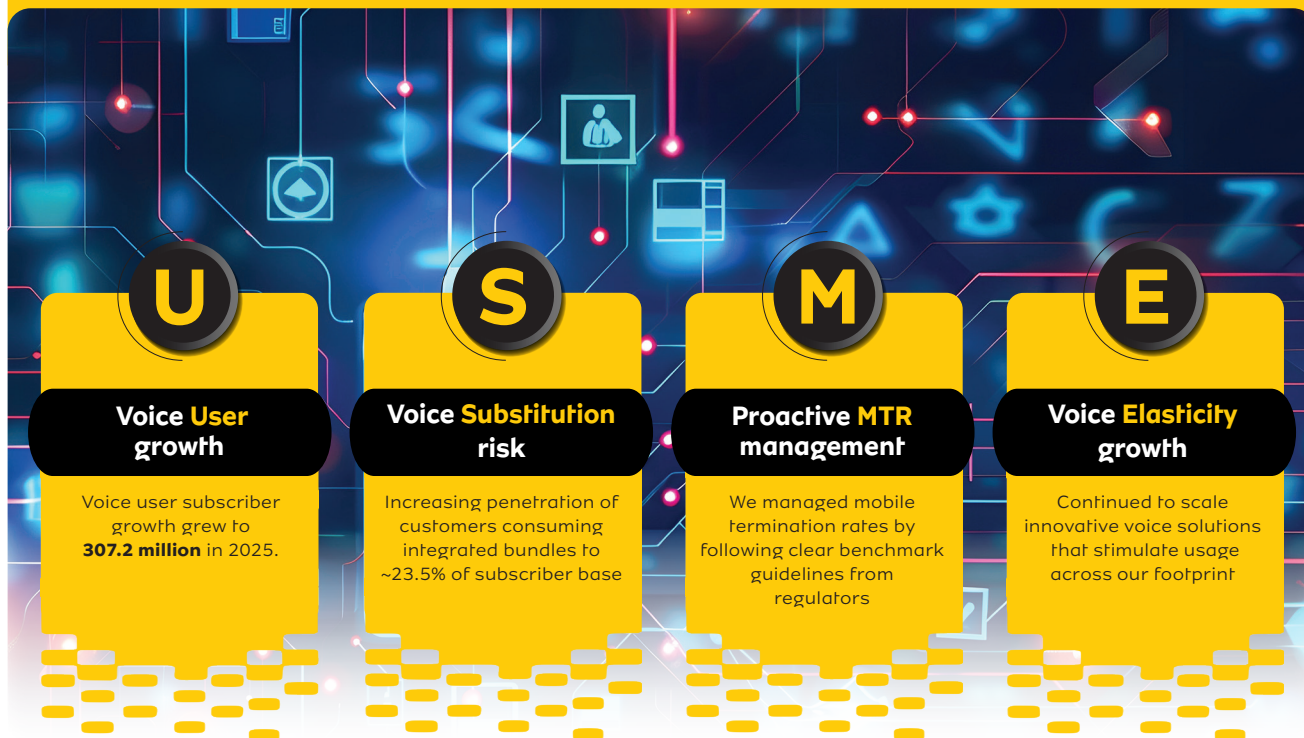 U
Voice User
growth
Voice user subscriber
growth grew to
307.2 million in 2025.
S
Voice Substitution
risk
Increasing penetration of
customers consuming
integrated bundles to
~23.5% of subscriber base
M
Proactive MTR
management
We managed mobile
termination rates by
following clear benchmark
guidelines from
regulators
E
Voice Elasticity
growth
Continued to scale
innovative voice solutions
that stimulate usage
across our footprint